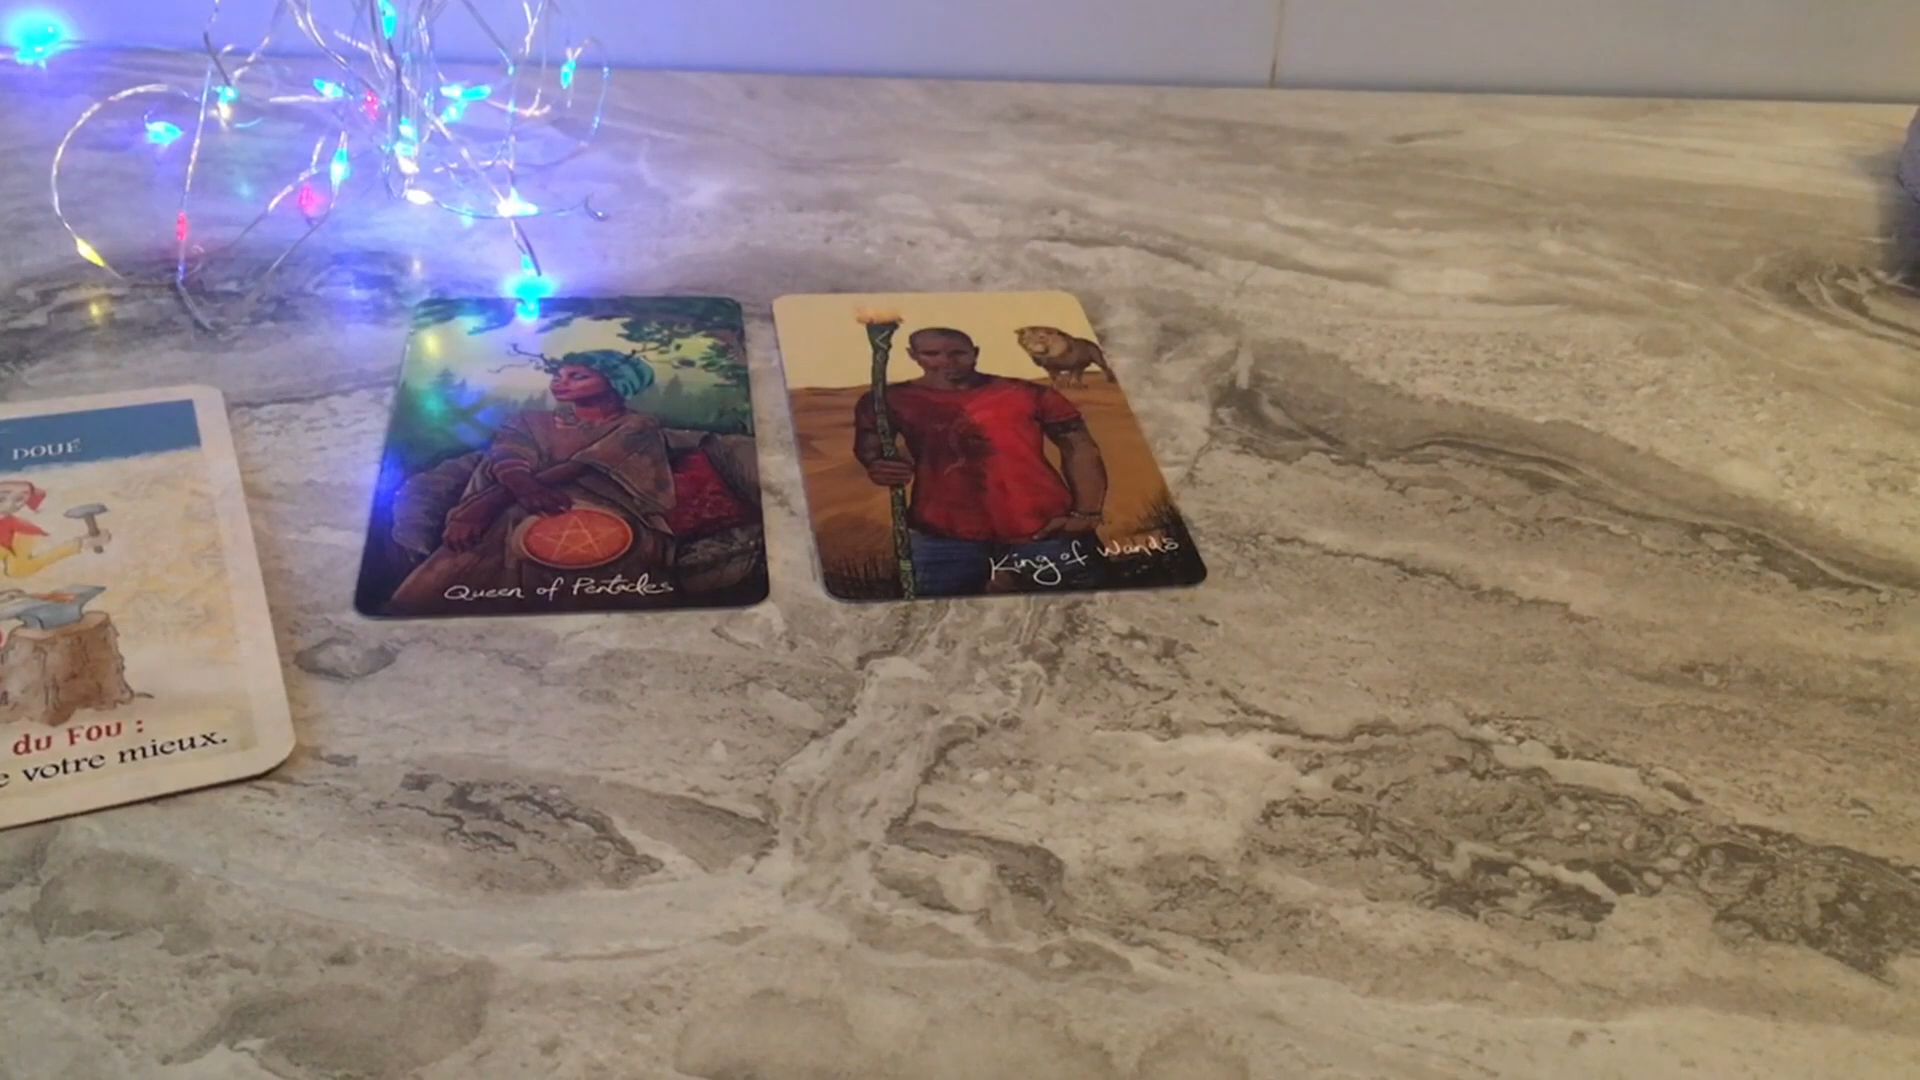 DOUÉ
du Fou :
votre mieux.
Queen of Pentacles
King of Wands